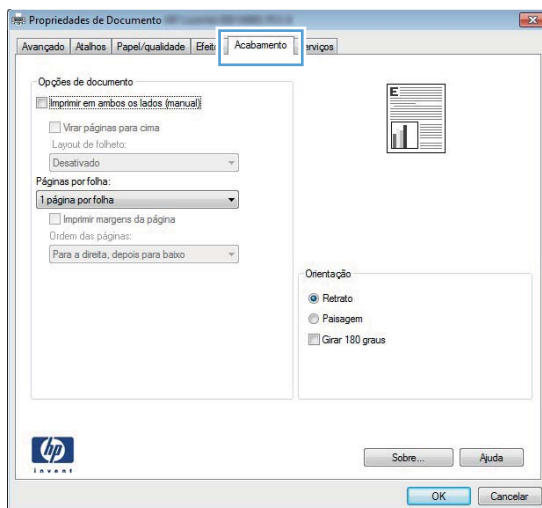 Propriedades de Documento
Avançado Atalhos Papel/qualidade Acabamento
Opções de documento
Imprimir em ambos os lados (manual)
Virar páginas para cima
Layout de folheto:
Desativado
Páginas por folha:
1 página por folha
Imprimir margens da página
Ordem das páginas:
Para a direita, depois para baixo
E
Orientação
Retrato
Paisagem
Girar 180 graus
hp
invent
Sobre... Ajuda
OK Cancelar